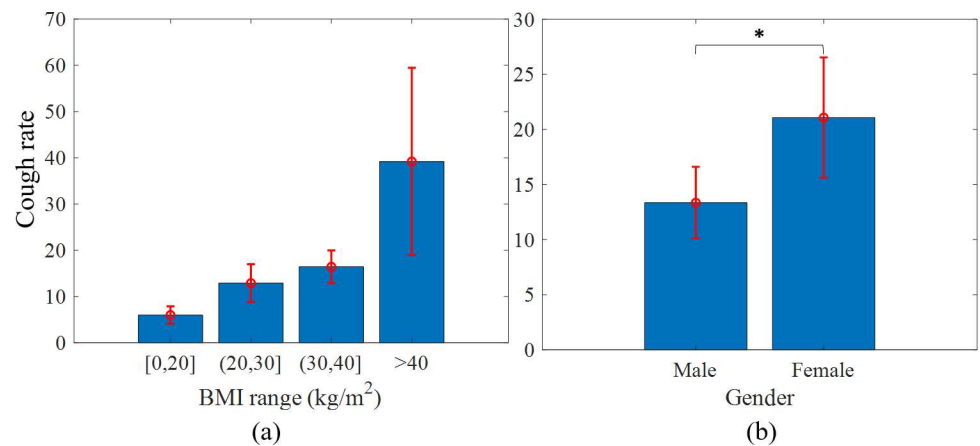 70
60
50
40
30
20
10
0
Cough rate
[0,20] (20,30] (30,40] >40
BMI range (kg/m²)
(a)
30
25
20
15
10
5
0
*
Male Female
Gender
(b)